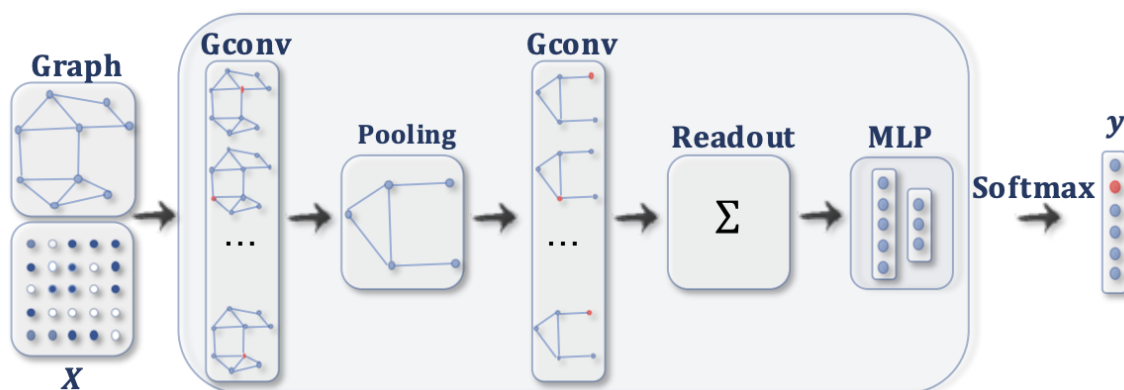 Graph
X
Gconv
...
Pooling
Gconv
...
Readout
Σ
MLP
Softmax
y